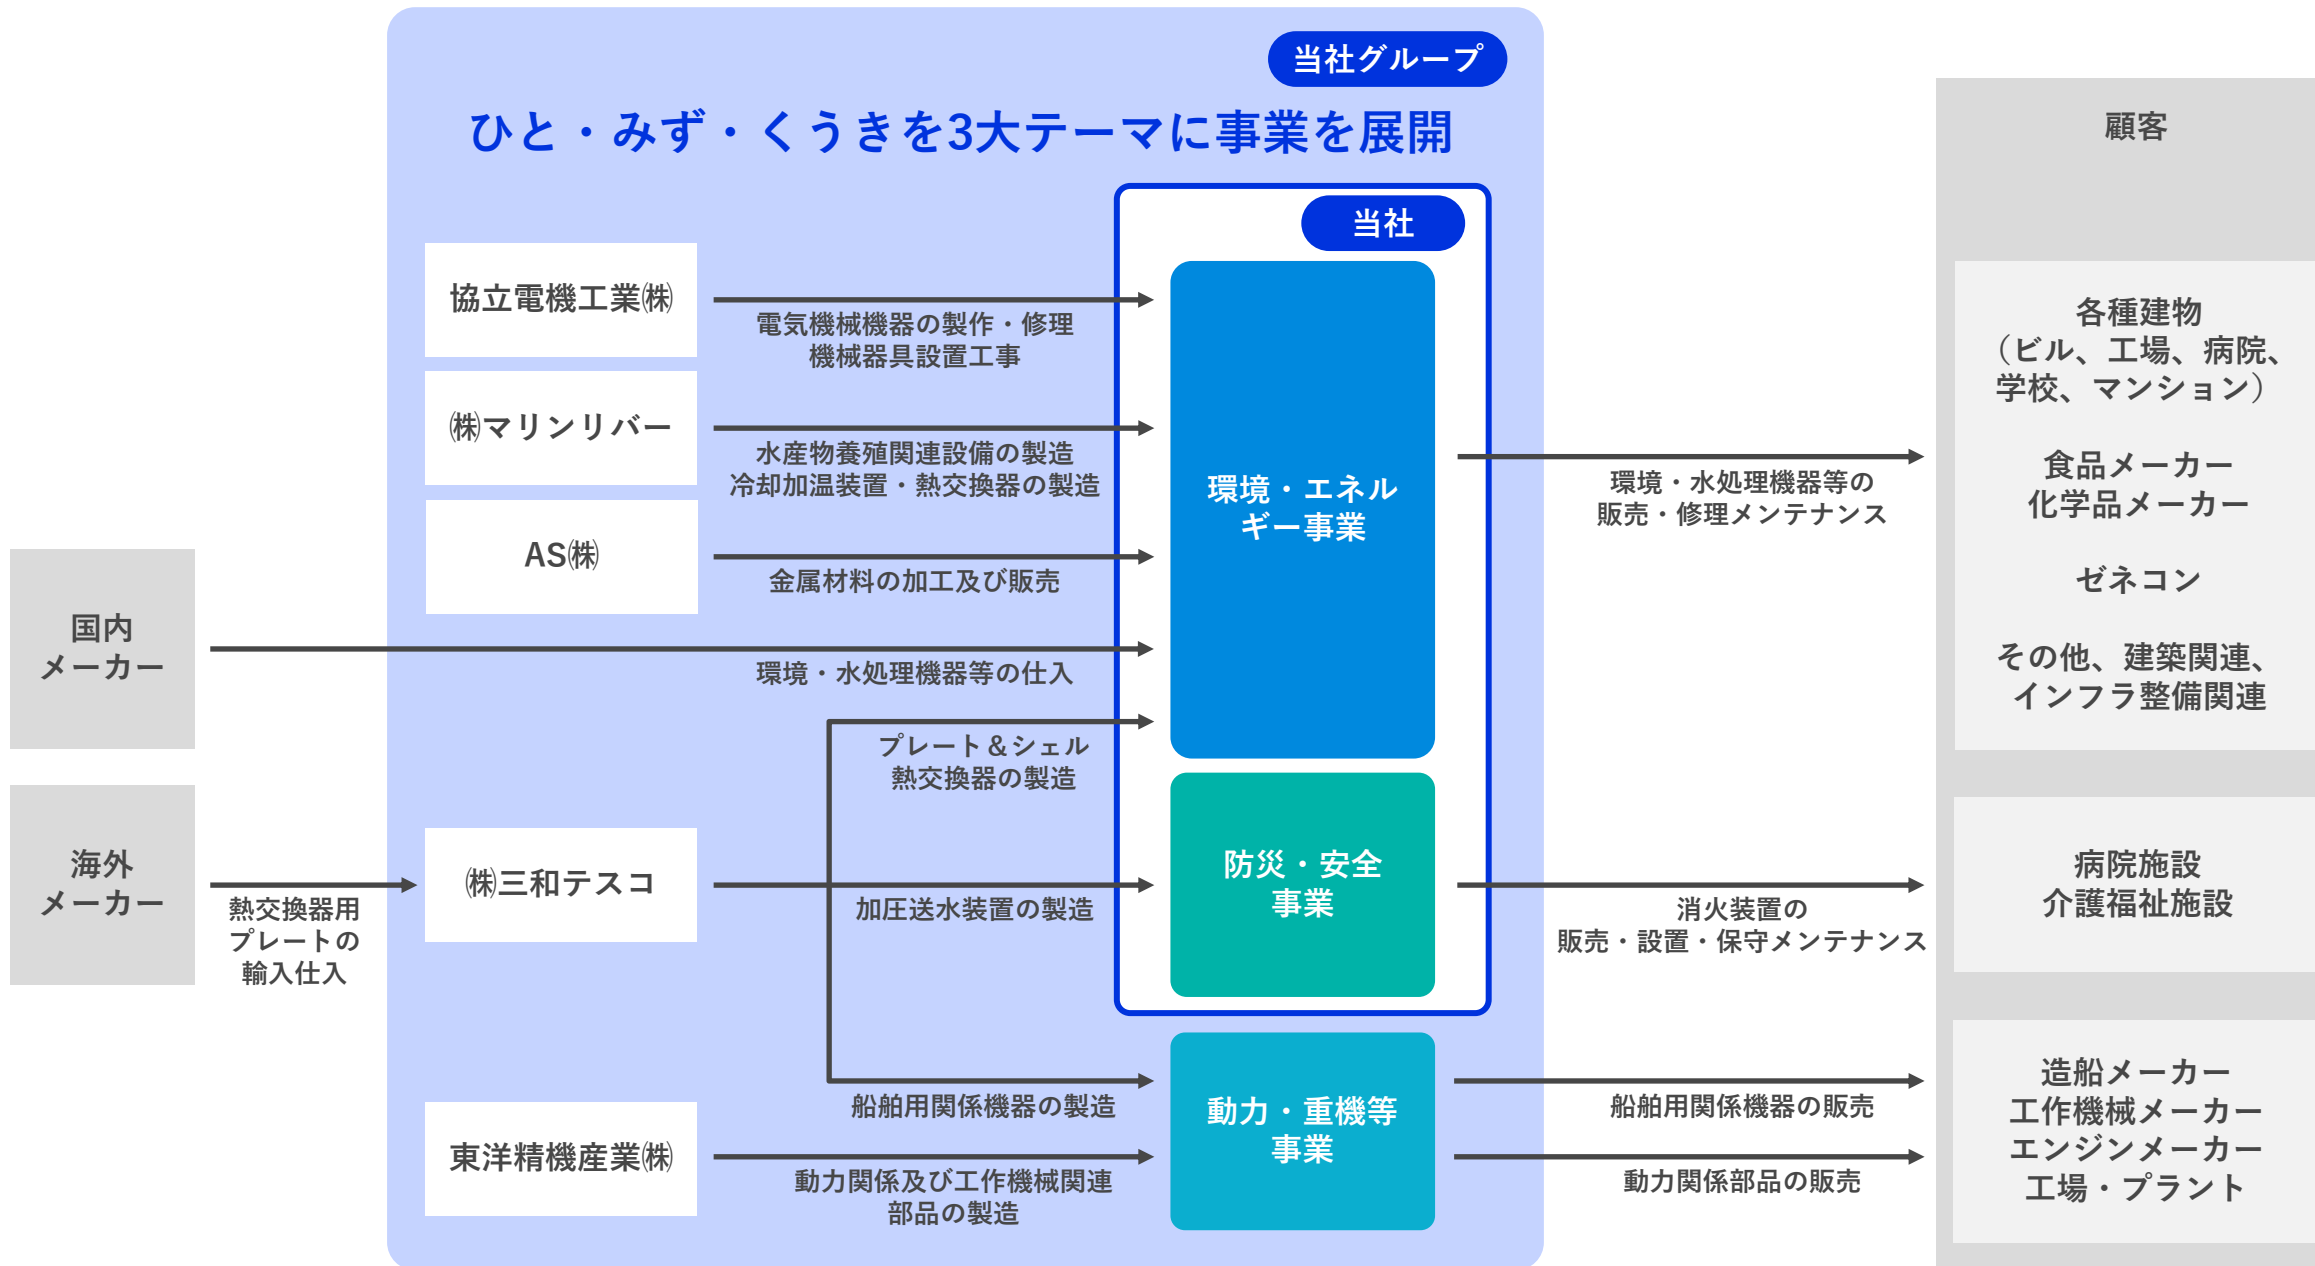 当社グループ
ひと・みず・くうきを3大テーマに事業を展開
顧客
当社
協立電機工業㈱
電気機械機器の製作・修理
機械器具設置工事
㈱マリンリバー
水産物養殖関連設備の製造
冷却加温装置・熱交換器の製造
AS㈱
金属材料の加工及び販売
国内
メーカー
環境・水処理機器等の仕入
プレート＆シェル
熱交換器の製造
環境・エネル
ギー事業
環境・水処理機器等の
販売・修理メンテナンス
各種建物
（ビル、工場、病院、
学校、マンション）
食品メーカー
化学品メーカー
ゼネコン
その他、建築関連、
インフラ整備関連
海外
メーカー
熱交換器用
プレートの
輸入仕入
㈱三和テスコ
加圧送水装置の製造
防災・安全
事業
消火装置の
販売・設置・保守メンテナンス
病院施設
介護福祉施設
船舶用関係機器の製造
東洋精機産業㈱
動力関係及び工作機械関連
部品の製造
動力・重機等
事業
船舶用関係機器の販売
動力関係部品の販売
造船メーカー
工作機械メーカー
エンジンメーカー
工場・プラント